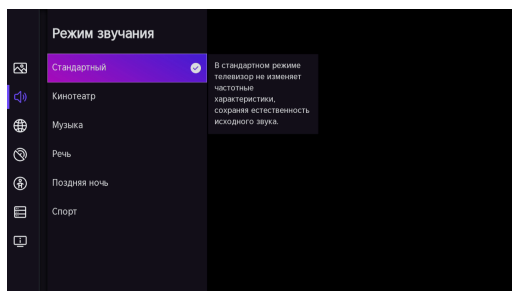 Режим звучания
Стандартный
В стандартном режиме
телевизор не изменяет
частотные
характеристики,
сохраняя естественность
исходного звука.
Кинотеатр
Музыка
Речь
Поздняя ночь
Спорт